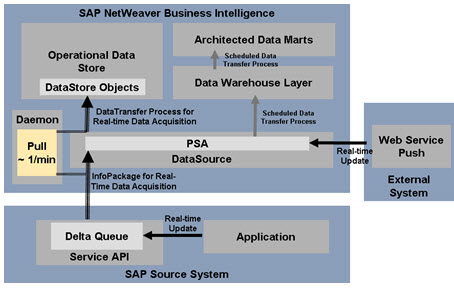 SAP NetWeaver Business Intelligence
Operational Data
Store
DataStore Objects
Architected Data Marts
Scheduled Data
Transfer Process
Data Warehouse Layer
Daemon
Pull
~ 1/min
DataTransfer Process for
Real-time Data Acquisition
Scheduled Data
Transfer Process
PSA
DataSource
Real-time
Update
Web Service
Push
External
System
InfoPackage for Real-
Time Data Acquisition
Delta Queue
Service API
Real-time
Update
Application
SAP Source System